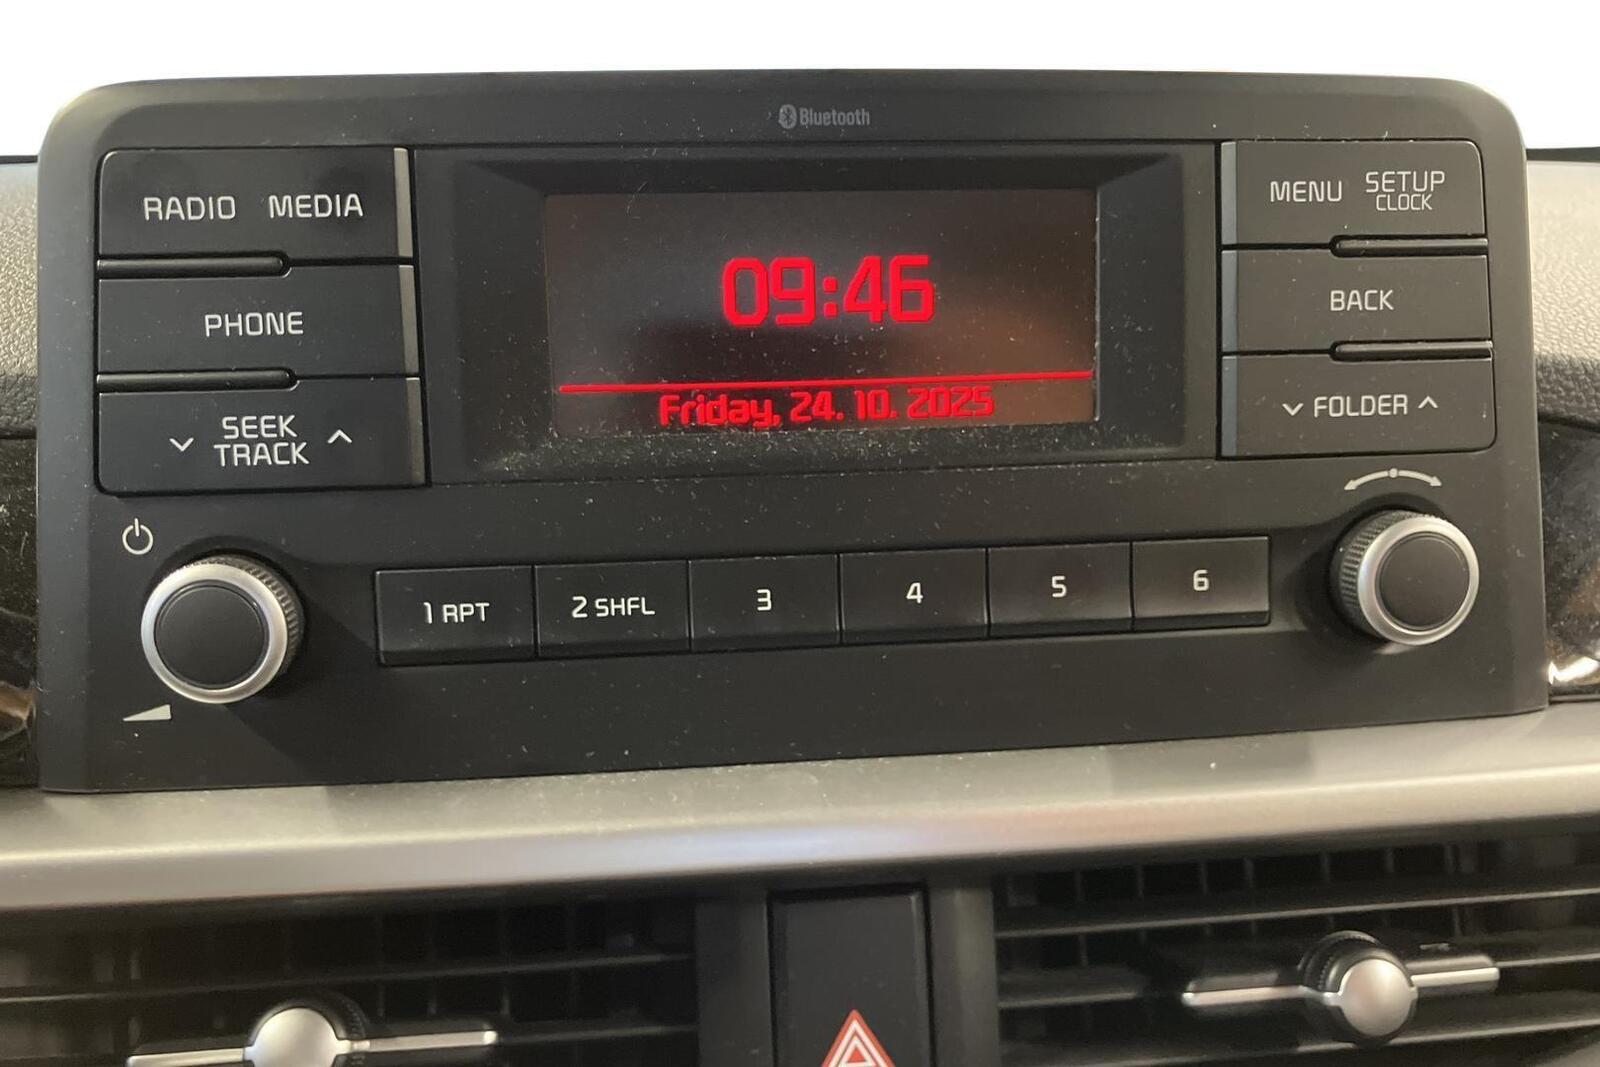 Bluetooth
RADIO MEDIA
PHONE
SEEK
TRACK
09:46
Friday, 24. 10. 2025
MENU SETUP
CLOCK
BACK
FOLDER
1 RPT
2 SHFL
3
4
5
6